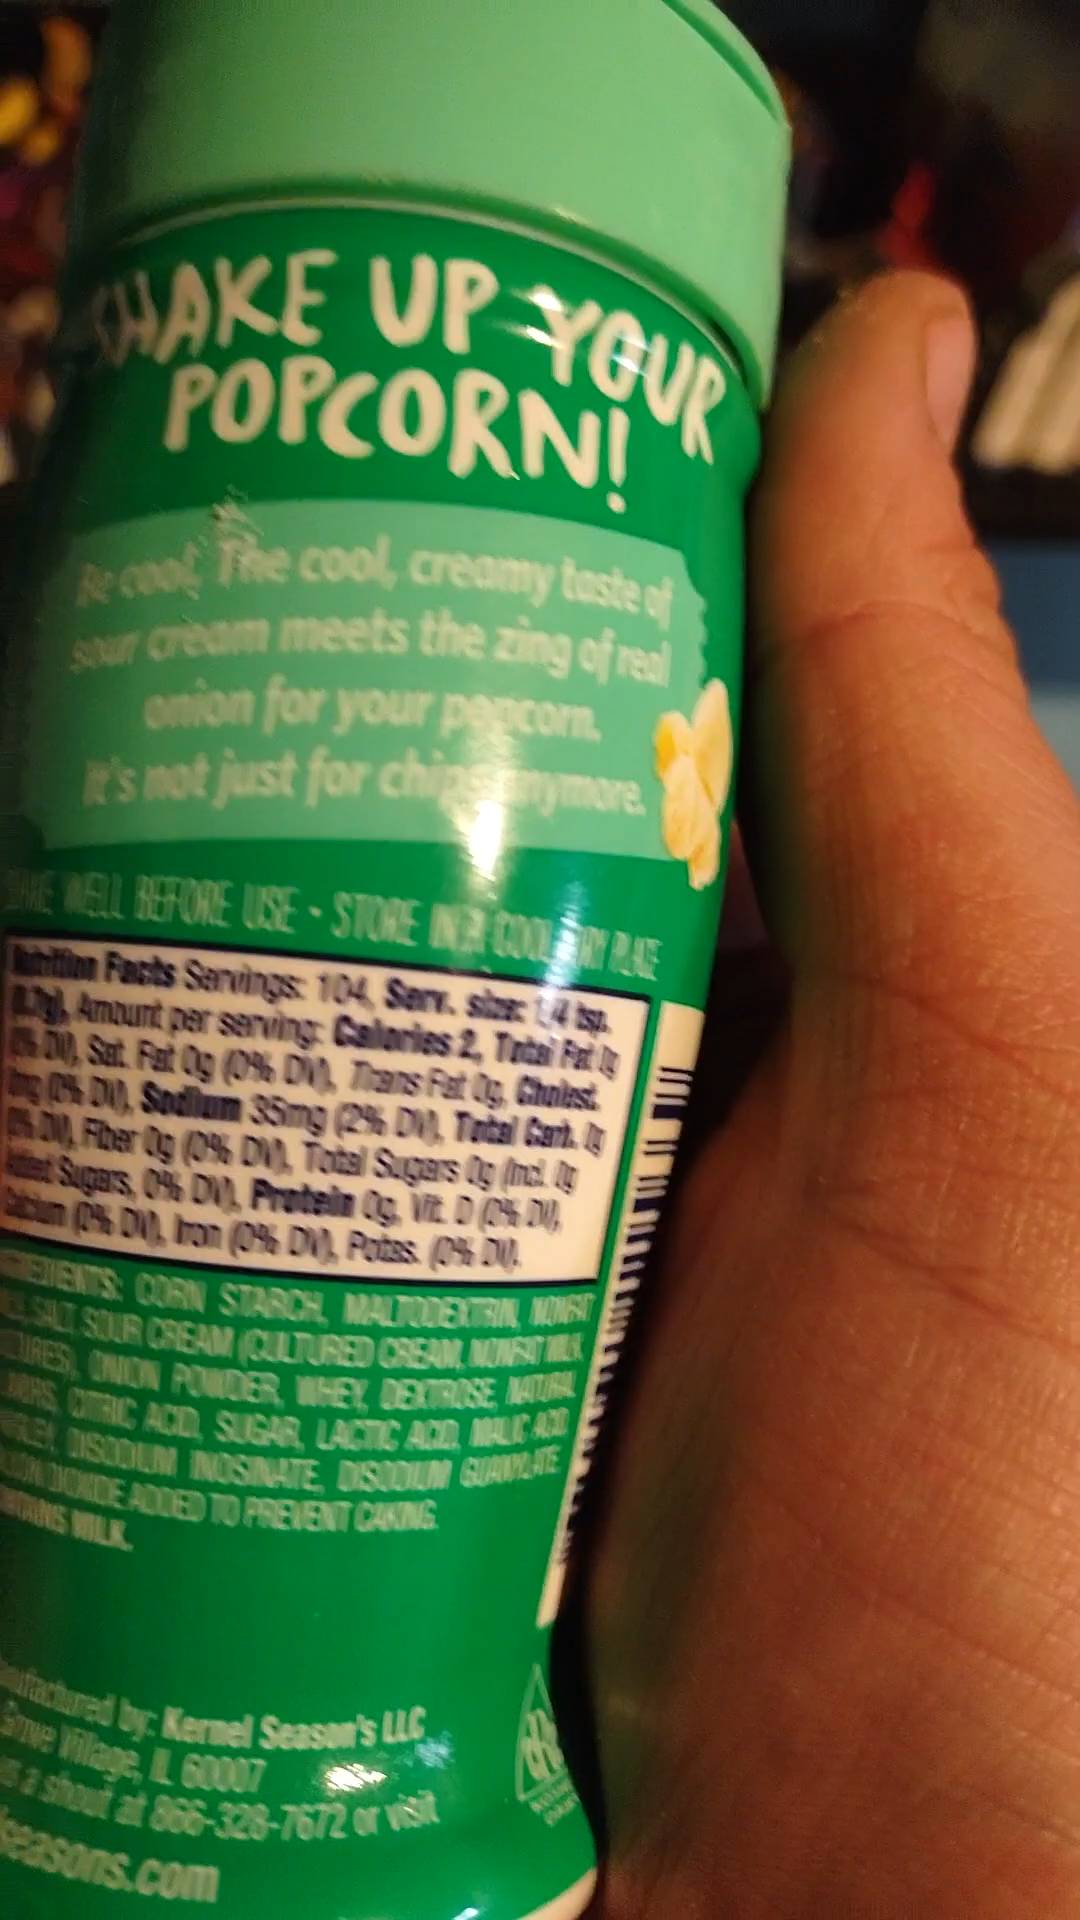 SHAKE UP YOUR
POPCORN!
Be cool. The cool, creamy taste of
sour cream meets the zing of real
onion for your popcorn.
It's not just for chips anymore.
WELL BEFORE USE • STORE IN A COOL DRY PLACE
Nutrition Facts Servings: 104, Serv. size: 1/4 tsp.
(0.7g), Amount per serving: Calories 2, Total Fat 0g
(0% DV), Sat. Fat 0g (0% DV), Trans Fat 0g, Cholest.
0mg (0% DV), Sodium 35mg (2% DV), Total Carb. 0g
(0% DV), Fiber 0g (0% DV), Total Sugars 0g (Incl. 0g
Added Sugars, 0% DV), Protein 0g, Vit. D (0% DV),
Calcium (0% DV), Iron (0% DV), Potas. (0% DV).
INGREDIENTS: CORN STARCH, MALTODEXTRIN, NONFAT
SALT, SOUR CREAM (CULTURED CREAM, NONFAT MILK,
ONION POWDER, WHEY, DEXTROSE, NATURAL
CITRIC ACID, SUGAR, LACTIC ACID, MALIC ACID,
DISODIUM INOSINATE, DISODIUM GUANYLATE
DIOXIDE ADDED TO PREVENT CAKING.
MILK.
by: Kernel Season's LLC
Grove Village, IL 60007
a shout at 866-328-7672 or visit
seasons.com